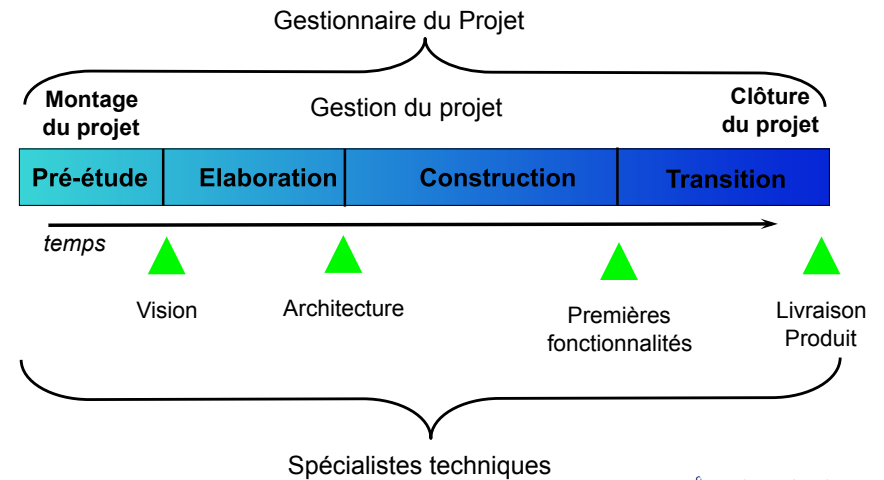 Gestionnaire du Projet
Montage
du projet
Gestion du projet
Clôture
du projet
Pré-étude
Elaboration
Construction
Transition
temps
Vision
Architecture
Premières
fonctionnalités
Livraison
Produit
Spécialistes techniques